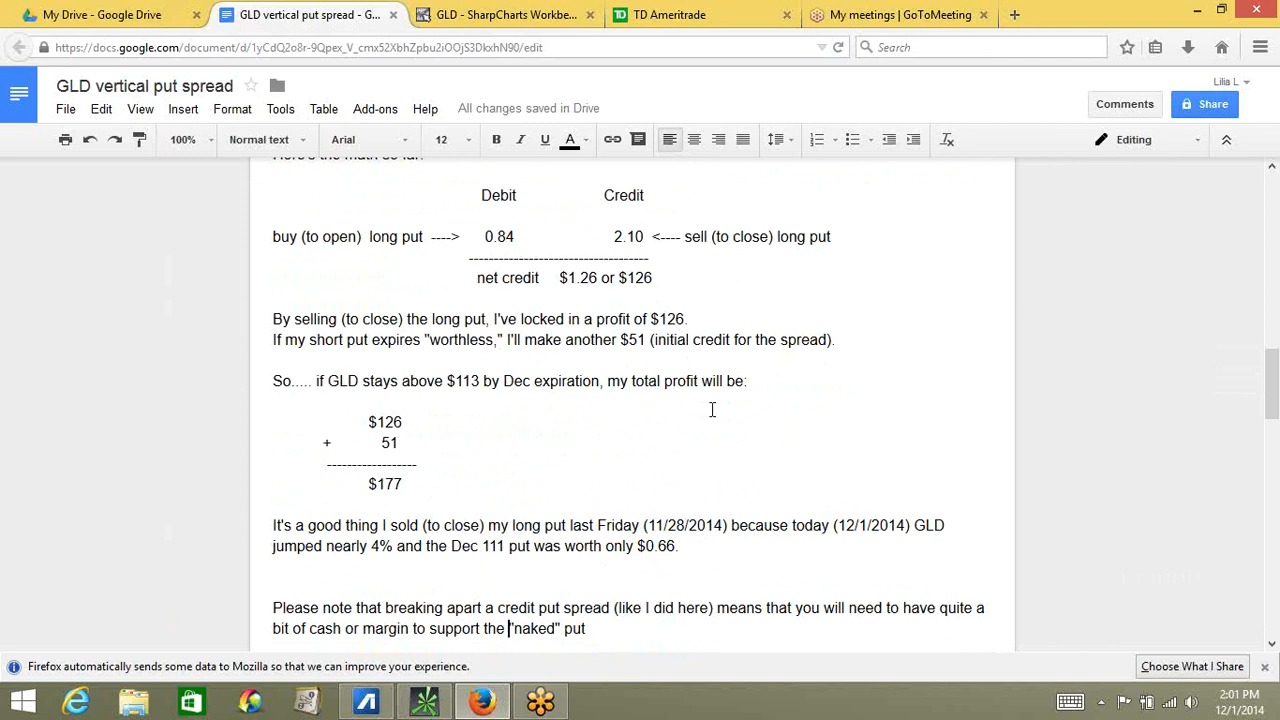 My Drive - Google Drive
GLD vertical put spread - G...
GLD - SharpCharts Workbe...
TD Ameritrade
My meetings | GoToMeeting
https://docs.google.com/document/d/1yCdQ2o8r-9Qpex_V_cmx52XbhZpbu2iOOjS3DkxhN90/edit
Search
GLD vertical put spread
Lilia L
File Edit View Insert Format Tools Table Add-ons Help All changes saved in Drive
Comments
Share
100% Normal text Arial 12 B I U A Editing
Here's the math so far:
Debit Credit
buy (to open) long put ----> 0.84 2.10 <---- sell (to close) long put
------------------------------------
net credit $1.26 or $126
By selling (to close) the long put, I've locked in a profit of $126.
If my short put expires "worthless," I'll make another $51 (initial credit for the spread).
So..... if GLD stays above $113 by Dec expiration, my total profit will be:
$126
+ 51
------------------
$177
It's a good thing I sold (to close) my long put last Friday (11/28/2014) because today (12/1/2014) GLD
jumped nearly 4% and the Dec 111 put was worth only $0.66.
Please note that breaking apart a credit put spread (like I did here) means that you will need to have quite a
bit of cash or margin to support the "naked" put
Firefox automatically sends some data to Mozilla so that we can improve your experience.
Choose What I Share
2:01 PM
12/1/2014